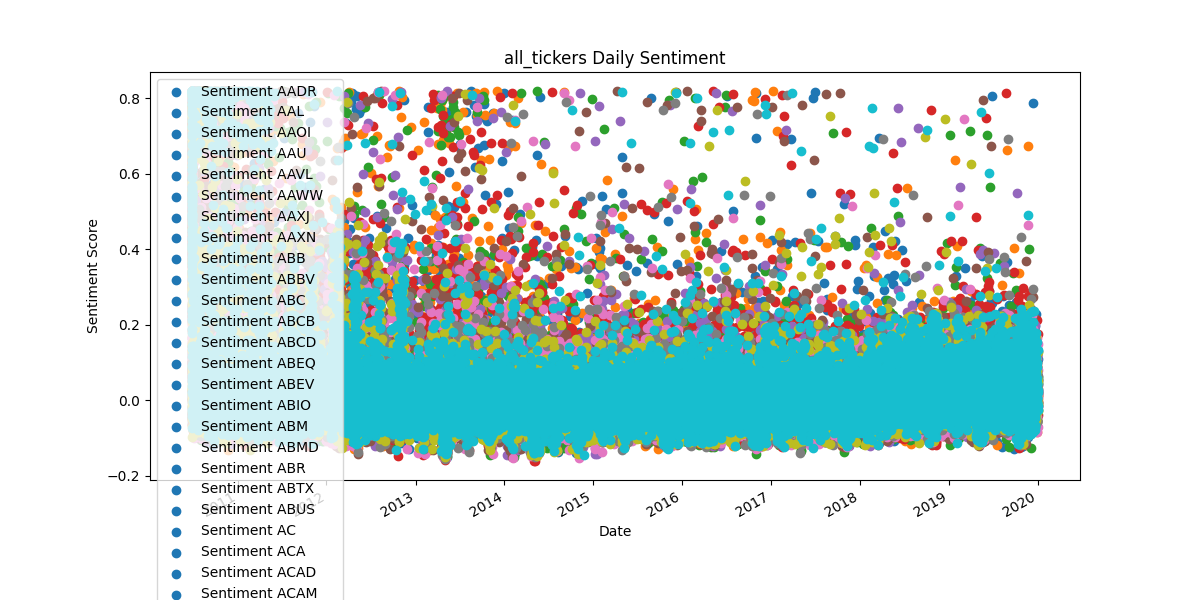 all_tickers Daily Sentiment
Sentiment Score
0.8
0.6
0.4
0.2
0.0
−0.2
Sentiment AADR
Sentiment AAL
Sentiment AAOI
Sentiment AAU
Sentiment AAVL
Sentiment AAWW
Sentiment AAXJ
Sentiment AAXN
Sentiment ABB
Sentiment ABBV
Sentiment ABC
Sentiment ABCB
Sentiment ABCD
Sentiment ABEQ
Sentiment ABEV
Sentiment ABIO
Sentiment ABM
Sentiment ABMD
Sentiment ABR
Sentiment ABTX
Sentiment ABUS
Sentiment AC
Sentiment ACA
Sentiment ACAD
Sentiment ACAM
2011
2012
2013
2014
2015
2016
2017
2018
2019
2020
Date